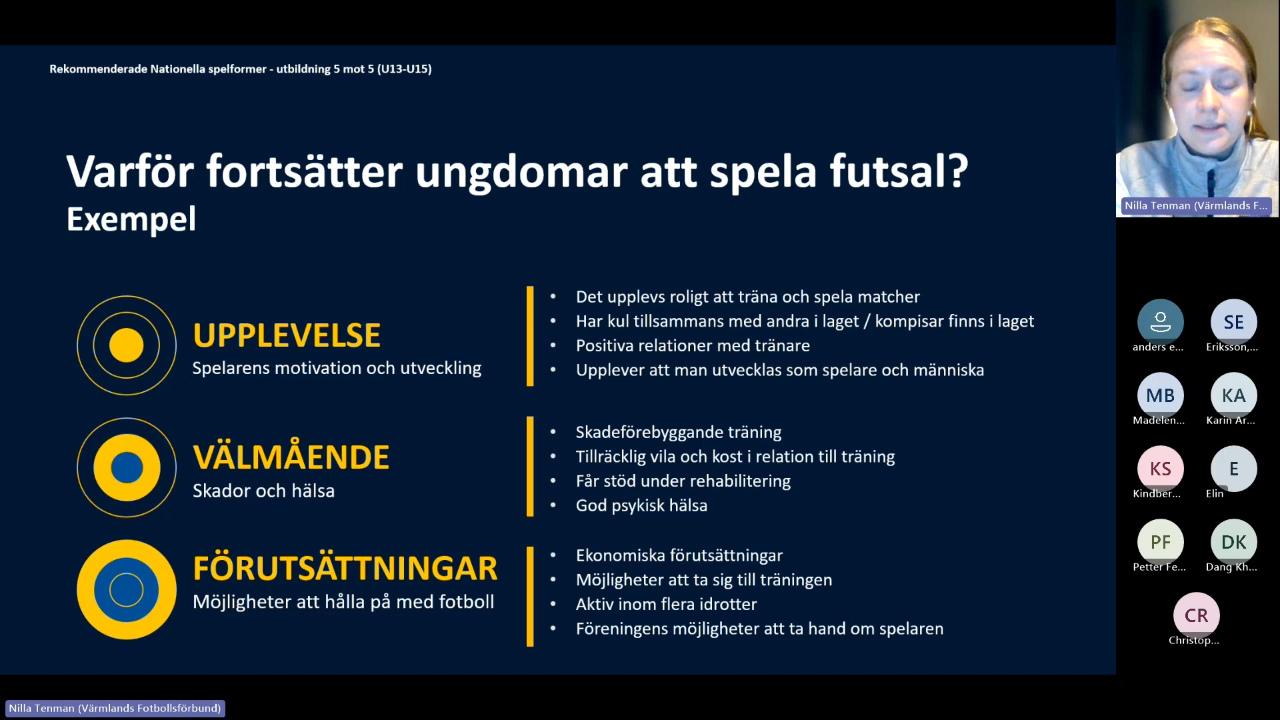 Rekommenderade Nationella spelformer - utbildning 5 mot 5 (U13-U15)
Varför fortsätter ungdomar att spela futsal?
Exempel
UPPLEVELSE
Spelarens motivation och utveckling
• Det upplevs roligt att träna och spela matcher
• Har kul tillsammans med andra i laget / kompisar finns i laget
• Positiva relationer med tränare
• Upplever att man utvecklas som spelare och människa
VÄLMÅENDE
Skador och hälsa
• Skadeförebyggande träning
• Tillräcklig vila och kost i relation till träning
• Får stöd under rehabilitering
• God psykisk hälsa
FÖRUTSÄTTNINGAR
Möjligheter att hålla på med fotboll
• Ekonomiska förutsättningar
• Möjligheter att ta sig till träningen
• Aktiv inom flera idrotter
• Föreningens möjligheter att ta hand om spelaren
Nilla Tenman (Värmlands Fotbollsförbund)
Nilla Tenman (Värmlands F...
anders e...
SE
Eriksson,...
MB
Madelen...
KA
Karin Ar...
KS
Kindber...
E
Elin
PF
Petter Fe...
DK
Dang Kh...
CR
Christop...